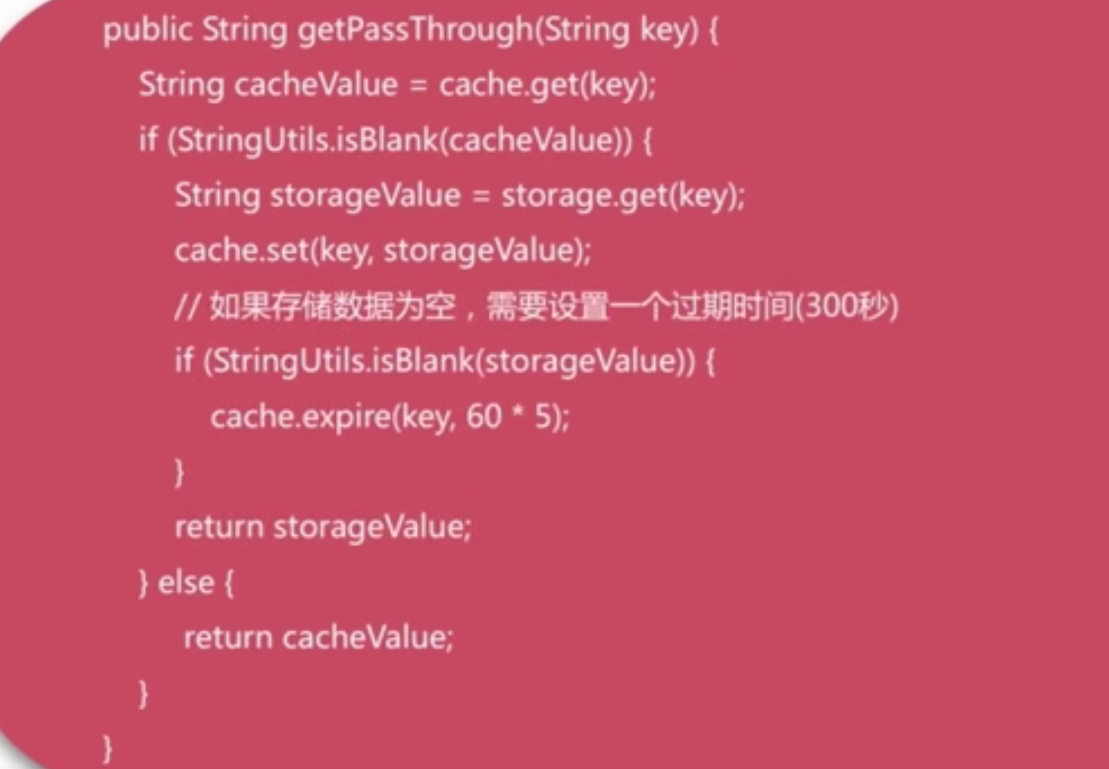 public String getPassThrough(String key) {
String cacheValue = cache.get(key);
if (StringUtils.isBlank(cacheValue)) {
String storageValue = storage.get(key);
cache.set(key, storageValue);
// 如果存储数据为空，需要设置一个过期时间(300秒)
if (StringUtils.isBlank(storageValue)) {
cache.expire(key, 60 * 5);
}
return storageValue;
} else {
return cacheValue;
}
}